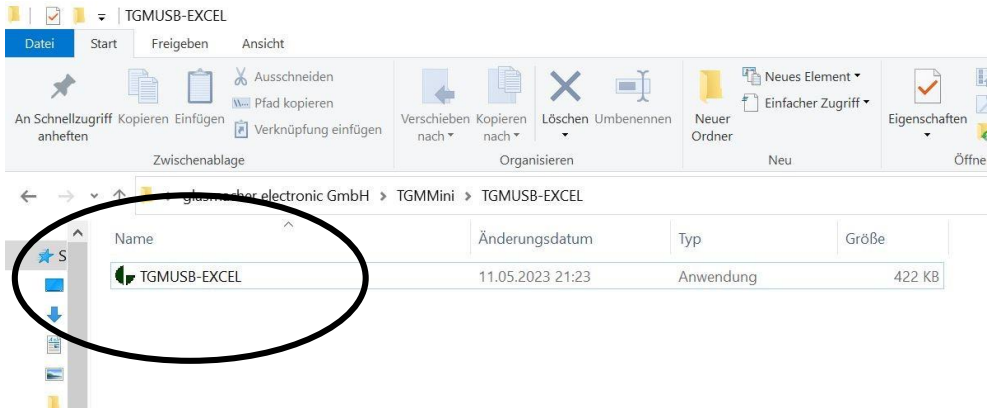 TGMUSB-EXCEL
Datei Start Freigeben Ansicht
An Schnellzugriff
anheften
Kopieren
Einfügen
Ausschneiden
Pfad kopieren
Verknüpfung einfügen
Zwischenablage
Verschieben
nach
Kopieren
nach
Löschen
Umbenennen
Organisieren
Neuer
Ordner
Neues Element
Einfacher Zugriff
Neu
Eigenschaften
Öffne
glasmacher electronic GmbH > TGMMini > TGMUSB-EXCEL
Name Änderungsdatum Typ Größe
S
TGMUSB-EXCEL 11.05.2023 21:23 Anwendung 422 KB